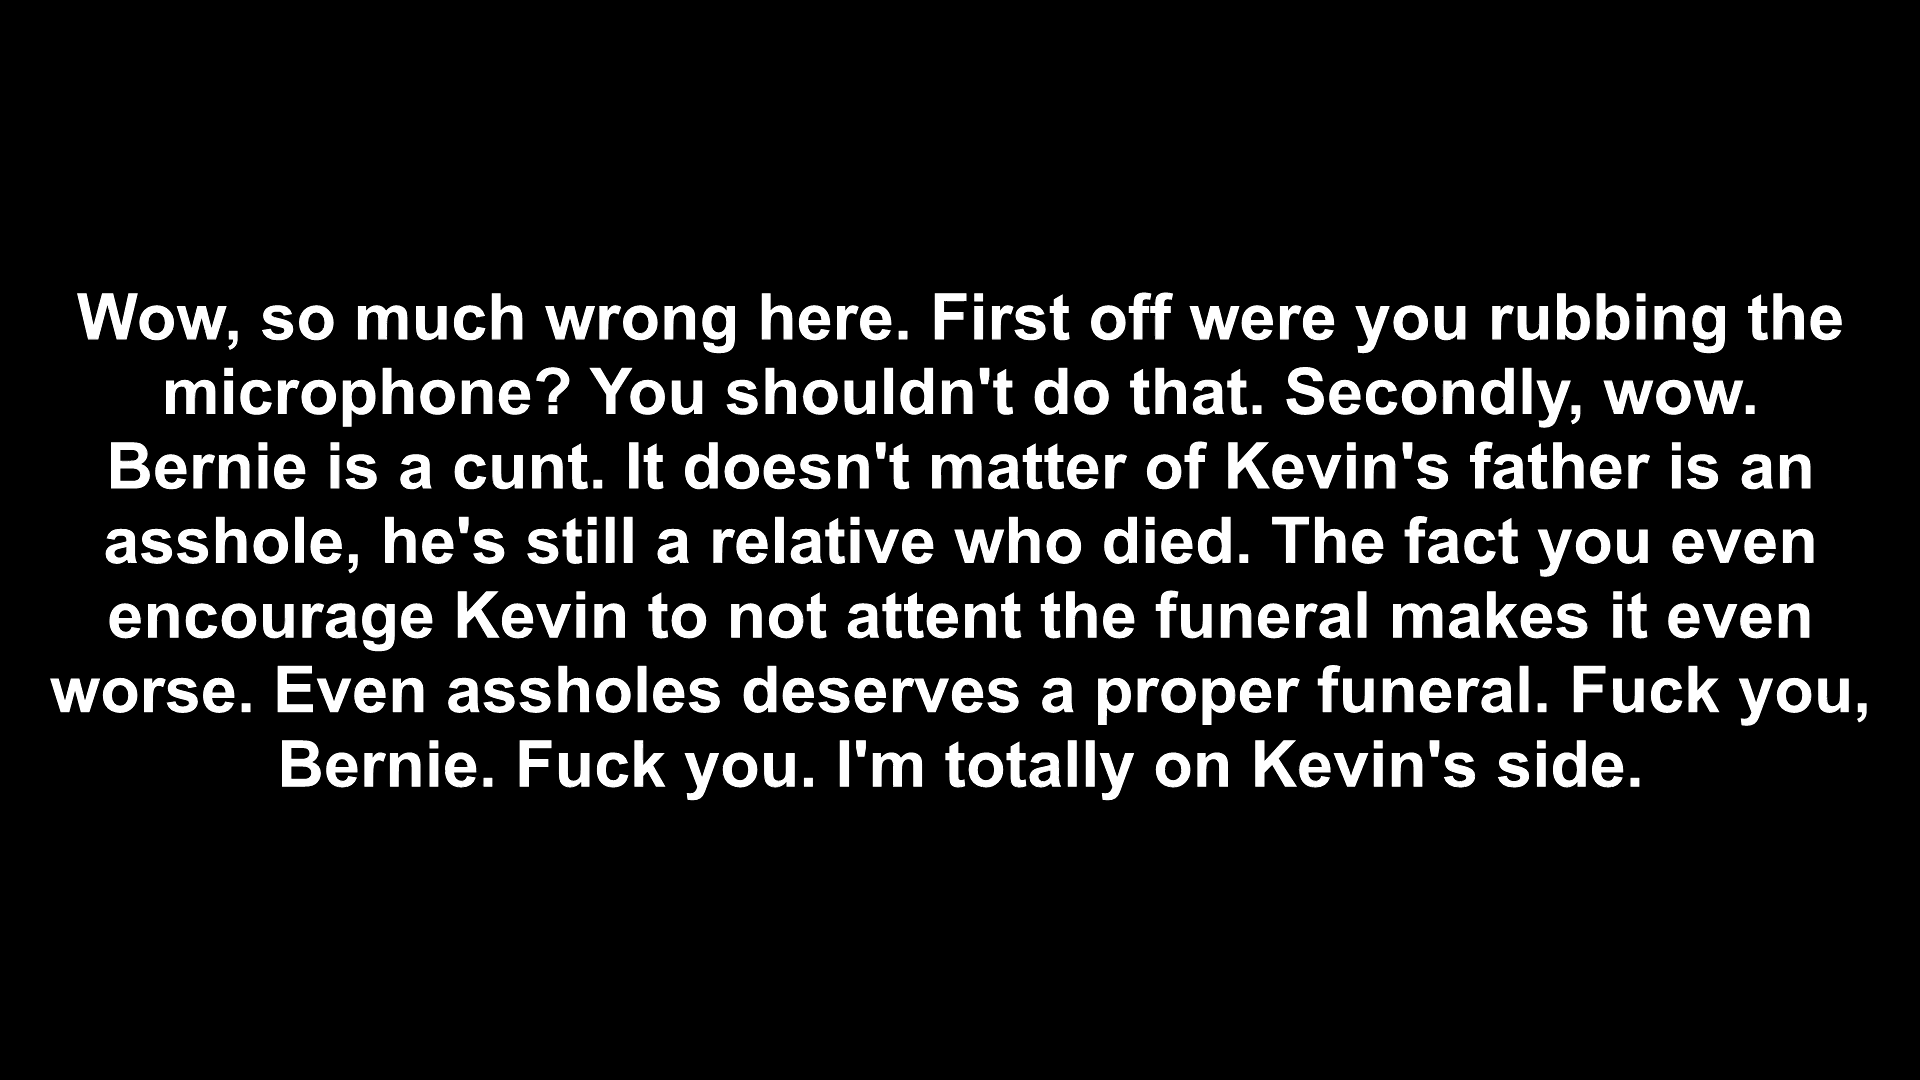 Wow, so much wrong here. First off were you rubbing the
microphone? You shouldn't do that. Secondly, wow.
Bernie is a cunt. It doesn't matter of Kevin's father is an
asshole, he's still a relative who died. The fact you even
encourage Kevin to not attent the funeral makes it even
worse. Even assholes deserves a proper funeral. Fuck you,
Bernie. Fuck you. I'm totally on Kevin's side.